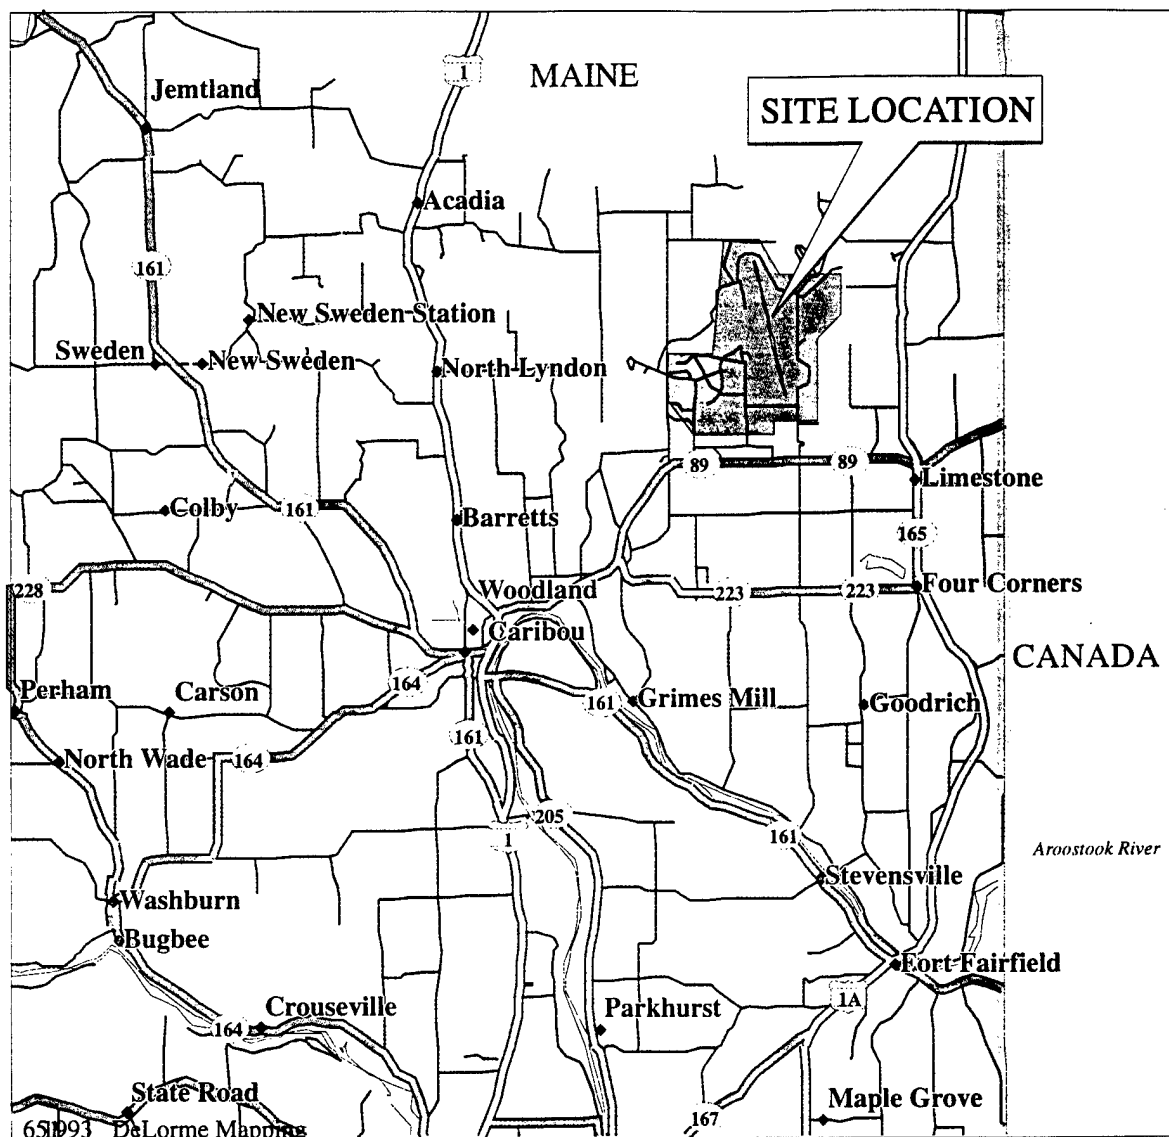 MAINE
1
SITE LOCATION
Jemtland
Acadia
161
New Sweden Station
Sweden
New Sweden
North Lyndon
89
89
Limestone
Colby
161
Barretts
165
228
Woodland
223
223
Four Corners
Caribou
CANADA
164
Perham
Carson
161
Grimes Mill
Goodrich
161
North Wade
164
205
1
161
Aroostook River
Stevensville
Washburn
Bugbee
Fort Fairfield
1A
Crouseville
Parkhurst
164
State Road
Maple Grove
167
1993 DeLorme Mapping